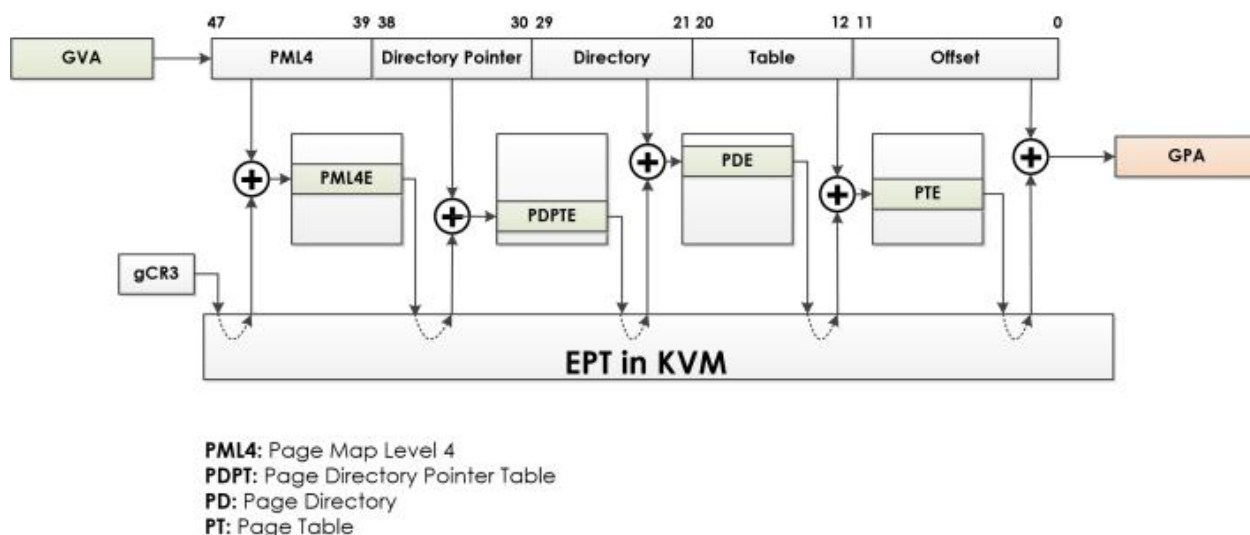 47 39 38 30 29 21 20 12 11 0
GVA PML4 Directory Pointer Directory Table Offset
PML4E PDPTE PDE PTE GPA
gCR3
EPT in KVM
PML4: Page Map Level 4
PDPT: Page Directory Pointer Table
PD: Page Directory
PT: Page Table